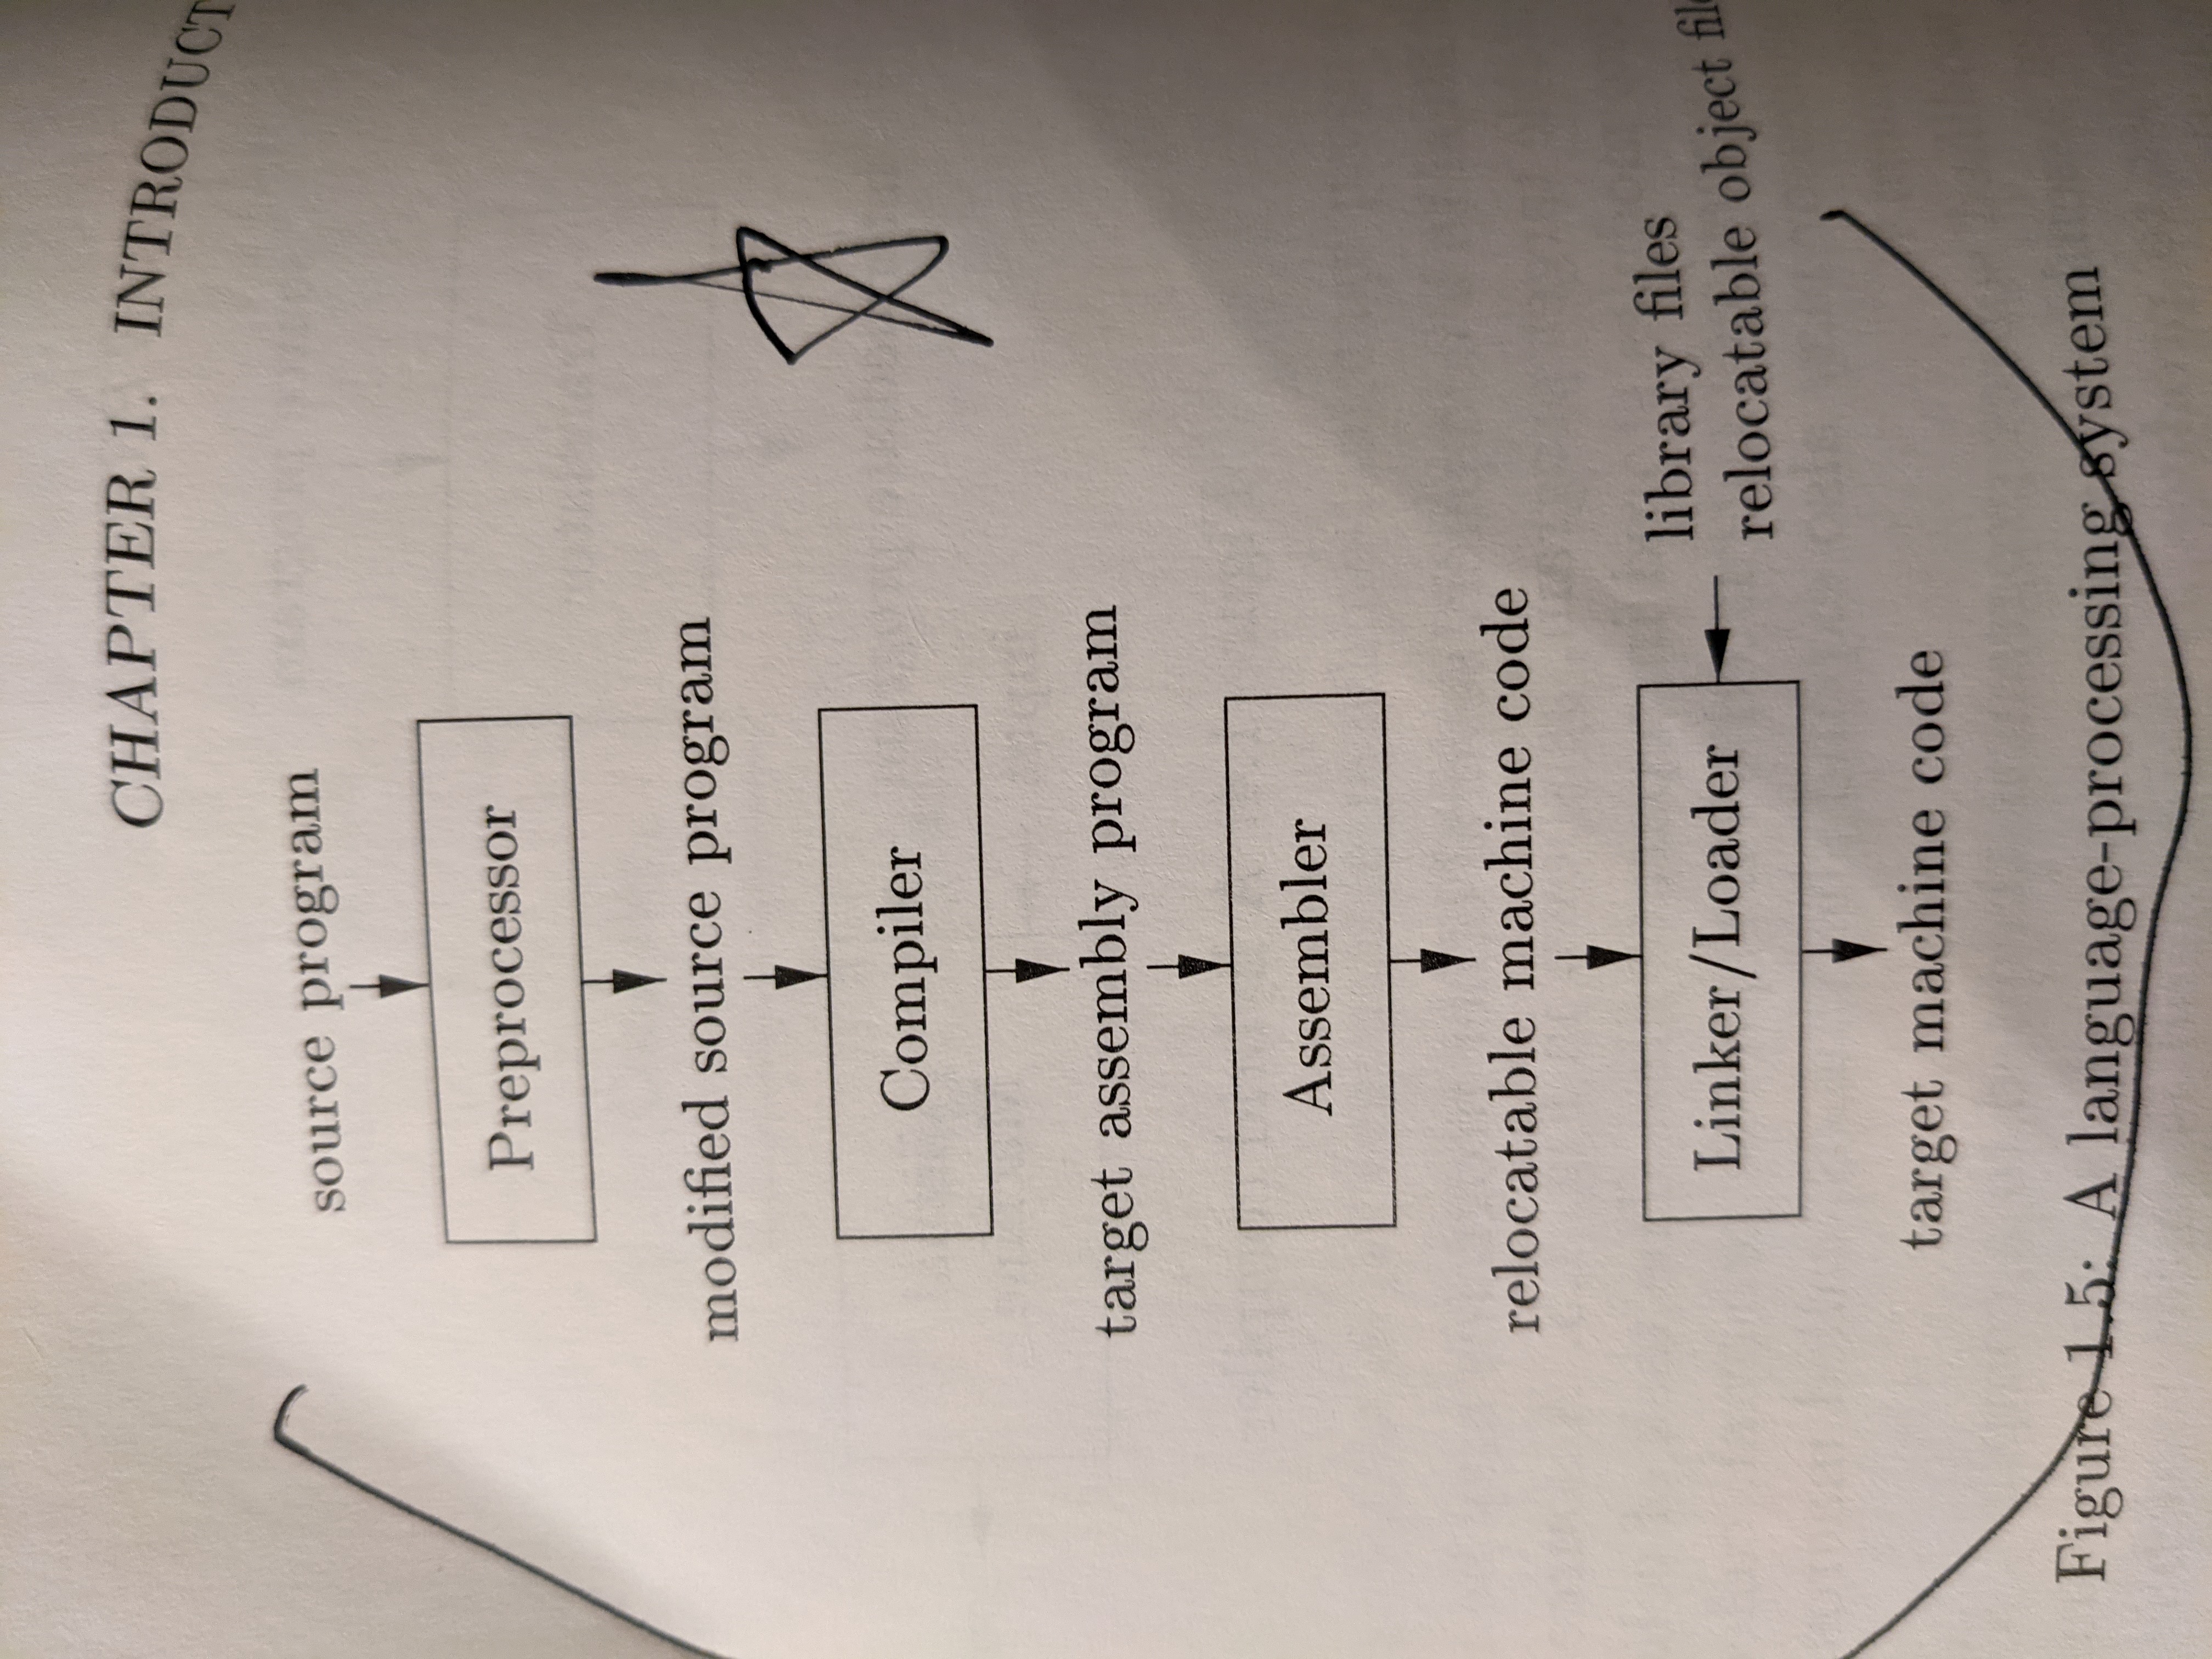 CHAPTER 1. INTRODUCT
source program
Preprocessor
modified source program
Compiler
target assembly program
Assembler
relocatable machine code
Linker/Loader
library files
relocatable object
target machine code
Figure 1.5: A language-processing system